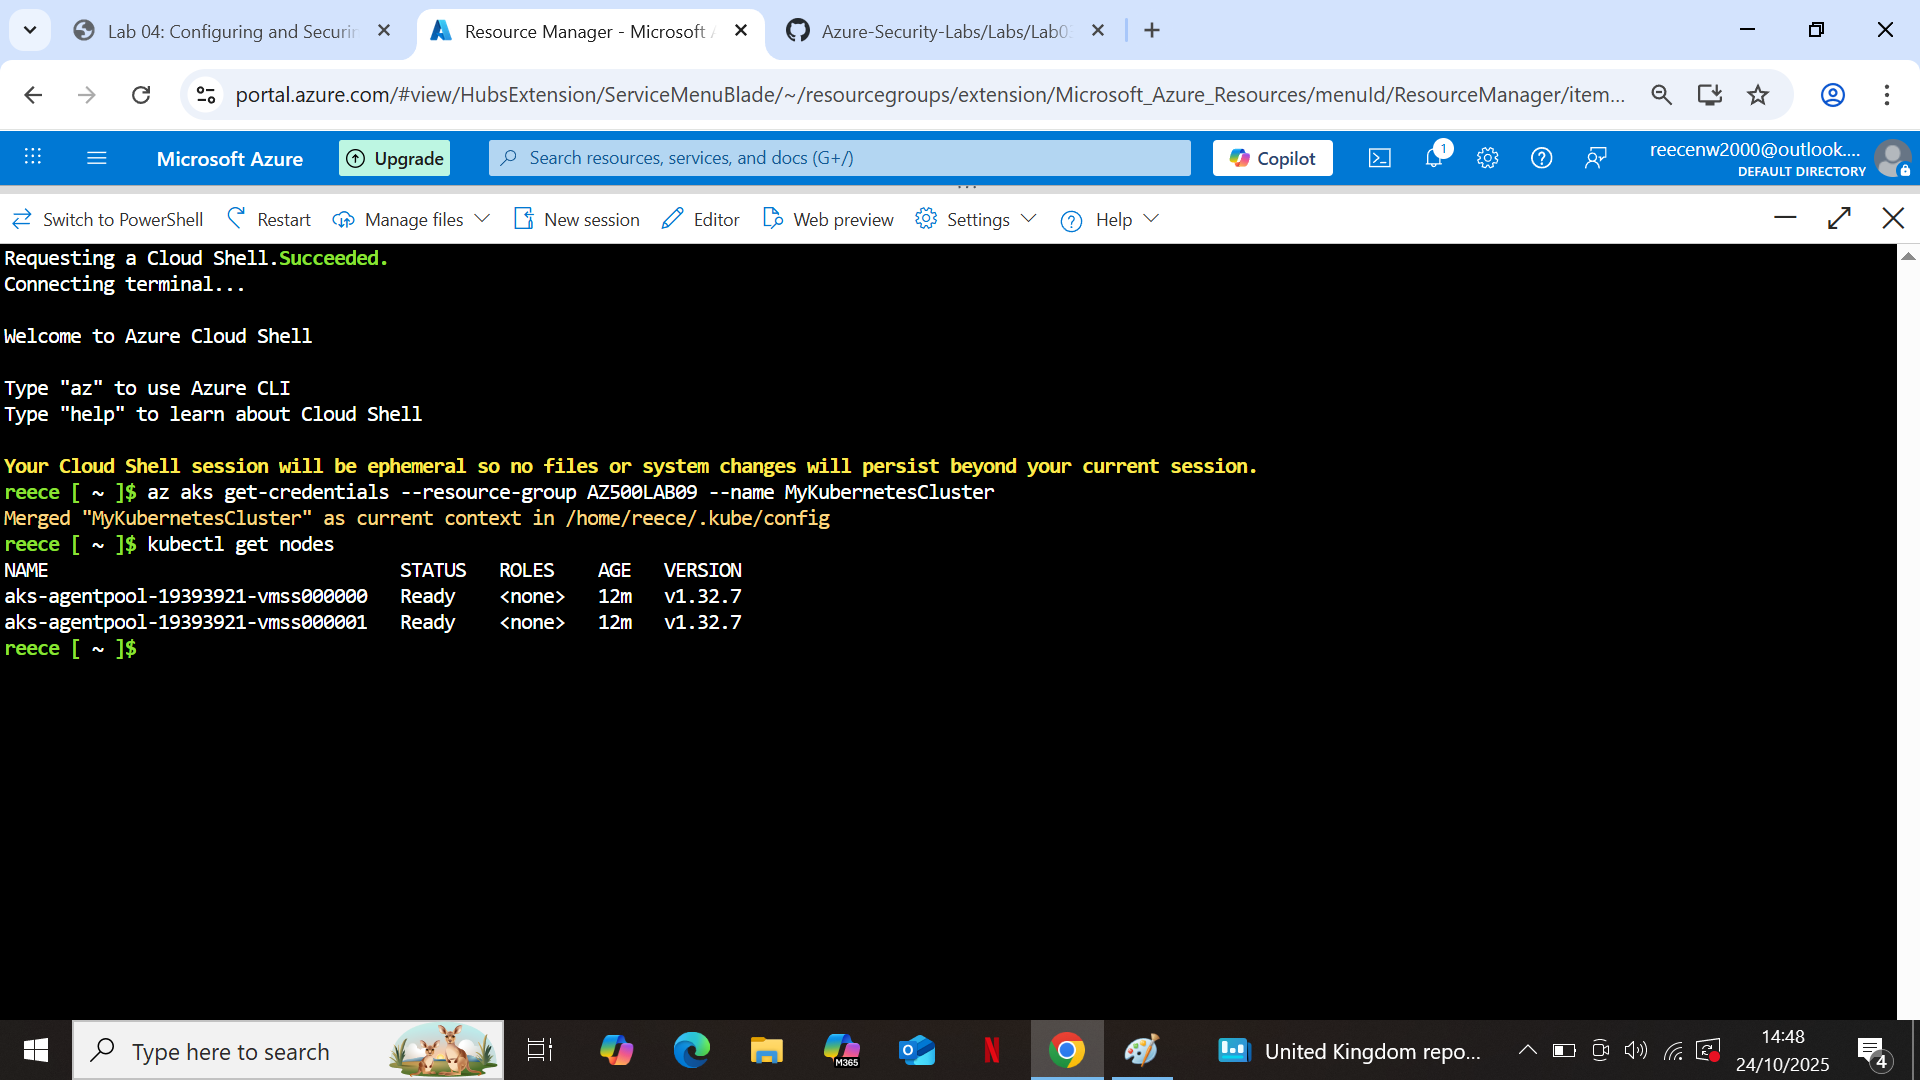 Lab 04: Configuring and Securin
Resource Manager - Microsoft A
Azure-Security-Labs/Labs/Lab03
portal.azure.com/#view/HubsExtension/ServiceMenuBlade/~/resourcegroups/extension/Microsoft_Azure_Resources/menuId/ResourceManager/item...
Microsoft Azure
Upgrade
Search resources, services, and docs (G+/)
Copilot
1
reecenw2000@outlook....
DEFAULT DIRECTORY
Switch to PowerShell
Restart
Manage files
New session
Editor
Web preview
Settings
Help
Requesting a Cloud Shell.Succeeded.
Connecting terminal...
Welcome to Azure Cloud Shell
Type "az" to use Azure CLI
Type "help" to learn about Cloud Shell
Your Cloud Shell session will be ephemeral so no files or system changes will persist beyond your current session.
reece [ ~ ]$ az aks get-credentials --resource-group AZ500LAB09 --name MyKubernetesCluster
Merged "MyKubernetesCluster" as current context in /home/reece/.kube/config
reece [ ~ ]$ kubectl get nodes
NAME STATUS ROLES AGE VERSION
aks-agentpool-19393921-vmss000000 Ready <none> 12m v1.32.7
aks-agentpool-19393921-vmss000001 Ready <none> 12m v1.32.7
reece [ ~ ]$
Type here to search
M365
N
United Kingdom repo...
14:48
24/10/2025
4